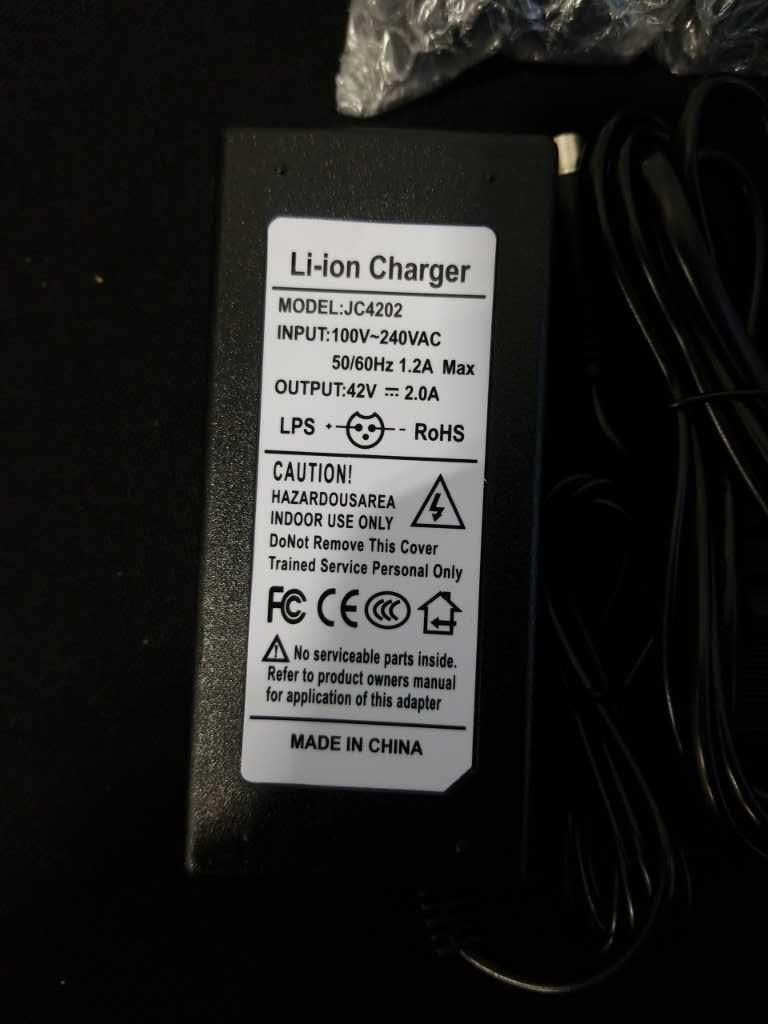 Li-ion Charger
MODEL:JC4202
INPUT:100V~240VAC
50/60Hz 1.2A Max
OUTPUT:42V ⎓ 2.0A
LPS + - RoHS
CAUTION!
HAZARDOUSAREA
INDOOR USE ONLY
DoNot Remove This Cover
Trained Service Personal Only
FC CE CCC
No serviceable parts inside.
Refer to product owners manual
for application of this adapter
MADE IN CHINA